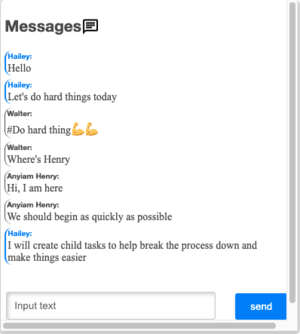 Messages
Hailey:
Hello
Hailey:
Let's do hard things today
Walter:
#Do hard thing💪💪
Walter:
Where's Henry
Anyiam Henry:
Hi, I am here
Anyiam Henry:
We should begin as quickly as possible
Hailey:
I will create child tasks to help break the process down and
make things easier
Input text
send